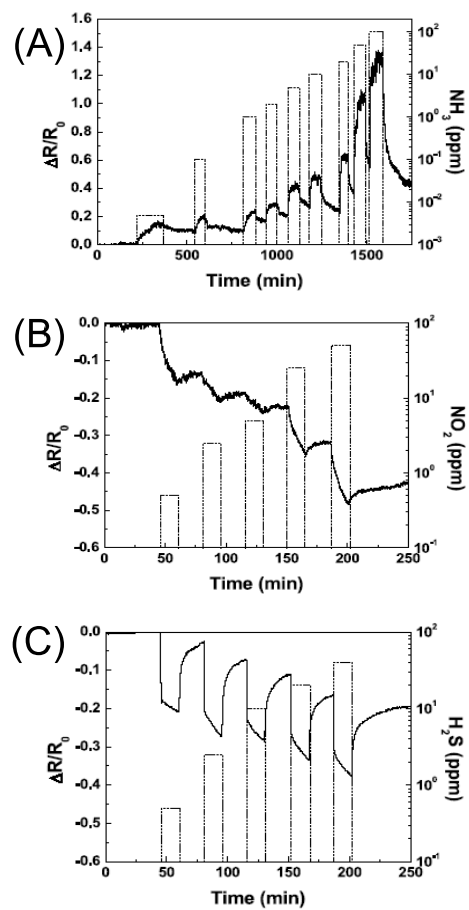 (A)
1.6
1.4
1.2
1.0
0.8
0.6
0.4
0.2
0.0
ΔR/R0
10²
10¹
10⁰
10⁻¹
10⁻²
10⁻³
NH3 (ppm)
0 500 1000 1500
Time (min)
(B)
0.0
-0.1
-0.2
-0.3
-0.4
-0.5
-0.6
ΔR/R0
10²
10¹
10⁰
10⁻¹
NO2 (ppm)
0 50 100 150 200 250
Time (min)
(C)
0.0
-0.1
-0.2
-0.3
-0.4
-0.5
-0.6
ΔR/R0
10²
10¹
10⁰
10⁻¹
H2S (ppm)
0 50 100 150 200 250
Time (min)